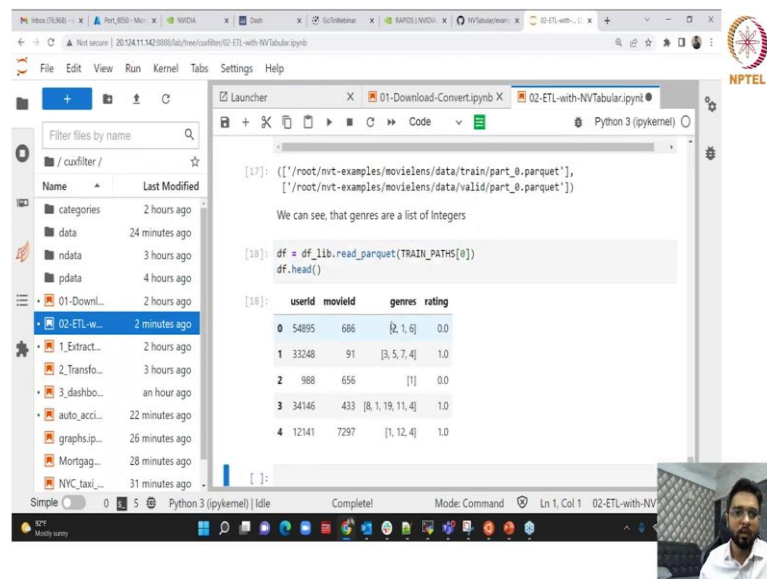 Inbox (76,968) - x
Port_8050 - Micro x
NVIDIA x
Dash x
GoToWebinar x
RAPIDS | NVIDI x
NVTabular/exam x
02-ETL-with-
Not secure | 20.124.11.142:8888/lab/tree/cuxfilter/02-ETL-with-NVTabular.ipynb
NPTEL
File Edit View Run Kernel Tabs Settings Help
Launcher X 01-Download-Convert.ipynb X 02-ETL-with-NVTabular.ipynb
Code Python 3 (ipykernel)
Filter files by name
/ cuxfilter /
Name Last Modified
categories 2 hours ago
data 24 minutes ago
ndata 3 hours ago
pdata 4 hours ago
01-Downl... 2 hours ago
02-ETL-w... 2 minutes ago
1_Extract... 2 hours ago
2_Transfo... 3 hours ago
3_dashbo... an hour ago
auto_acci... 22 minutes ago
graphs.ip... 26 minutes ago
Mortgag... 28 minutes ago
NYC_taxi_... 31 minutes ago
[17]: (['/root/nvt-examples/movielens/data/train/part_0.parquet'],
['/root/nvt-examples/movielens/data/valid/part_0.parquet'])
We can see, that genres are a list of Integers
[18]: df = df_lib.read_parquet(TRAIN_PATHS[0])
df.head()
[18]: userId movieId genres rating
0 54895 686 [2, 1, 6] 0.0
1 33248 91 [3, 5, 7, 4] 1.0
2 988 656 [1] 0.0
3 34146 433 [8, 1, 19, 11, 4] 1.0
4 12141 7297 [1, 12, 4] 1.0
[ ]:
Simple 0 5 Python 3 (ipykernel) | Idle Complete! Mode: Command Ln 1, Col 1 02-ETL-with-NV
92°F
Mostly sunny